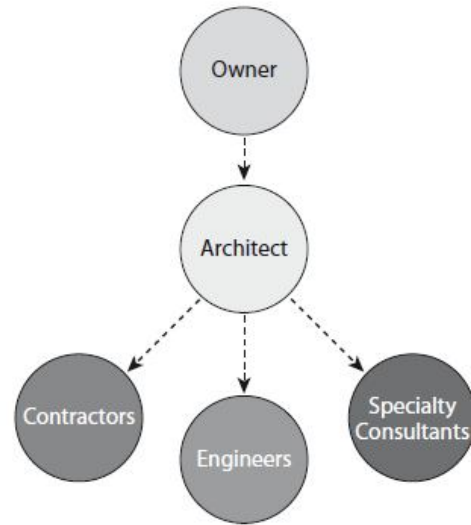 Owner
Architect
Contractors
Engineers
Specialty
Consultants